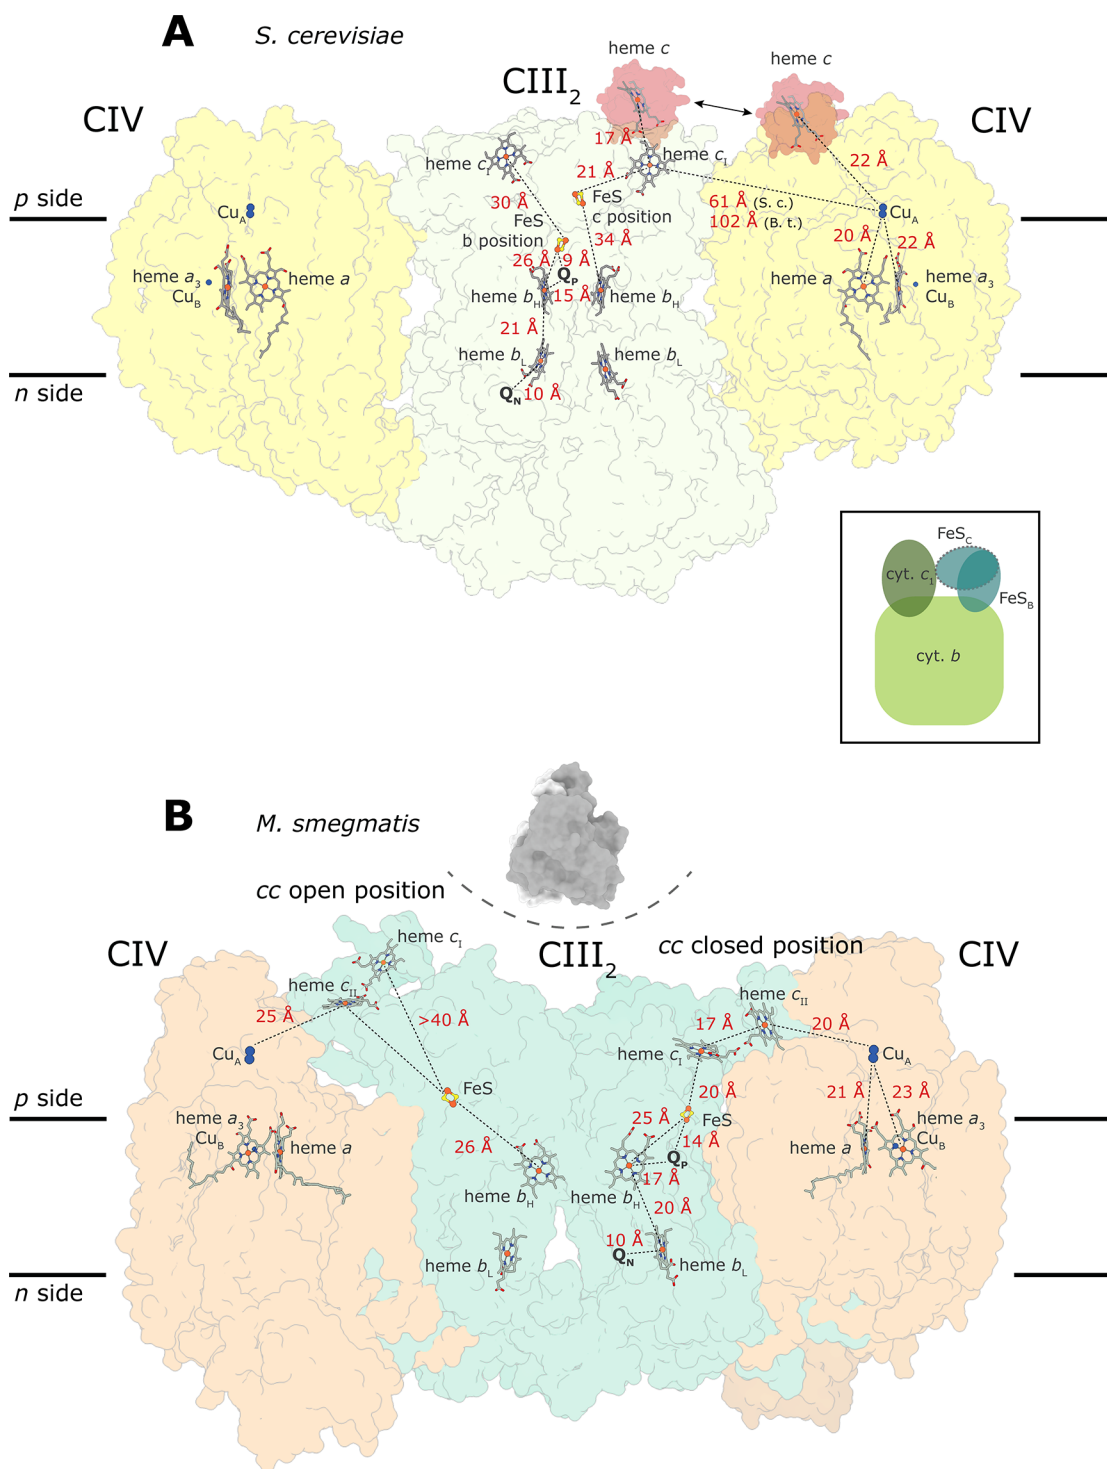 A
S. cerevisiae
heme c
heme c
CIII2
CIV
CIV
17 Å
heme cI
heme cI
22 Å
21 Å
p side
30 Å
FeS
c position
61 Å (S. c.)
102 Å (B. t.)
CuA
CuA
FeS
b position
34 Å
20 Å
22 Å
26 Å
9 Å
QP
heme a3
CuB
heme a
heme a
heme a3
CuB
heme bH
15 Å
heme bH
21 Å
heme bL
heme bL
n side
QN
10 Å
FeSC
cyt. c1
FeSB
cyt. b
B
M. smegmatis
cc open position
CIV
heme cI
CIII2
cc closed position
CIV
heme cII
heme cII
25 Å
>40 Å
17 Å
20 Å
CuA
heme cI
CuA
FeS
20 Å
21 Å
23 Å
p side
25 Å
FeS
heme a3
CuB
heme a
26 Å
14 Å
QP
heme a
heme a3
CuB
17 Å
heme bH
heme bH
20 Å
10 Å
QN
heme bL
heme bL
n side